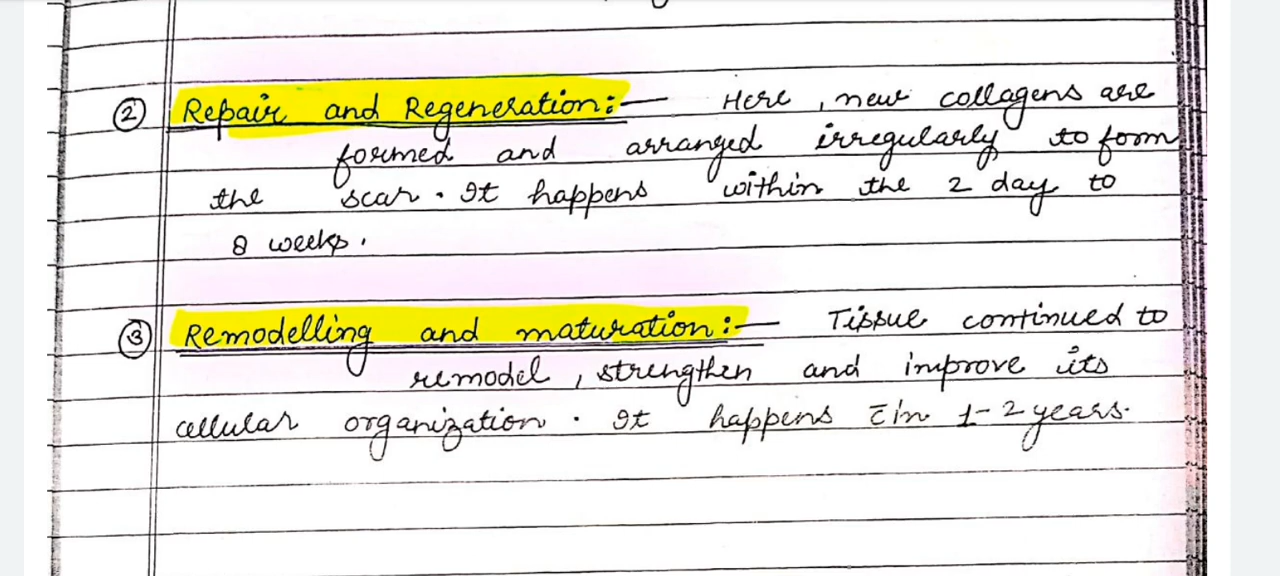 ② Repair and Regeneration:— Here, new collagens are
formed and arranged irregularly to form
the scar. It happens within the 2 day to
8 weeks.
③ Remodelling and maturation:— Tissue continued to
remodel, strengthen and improve its
cellular organization. It happens c̄in 1-2 years.